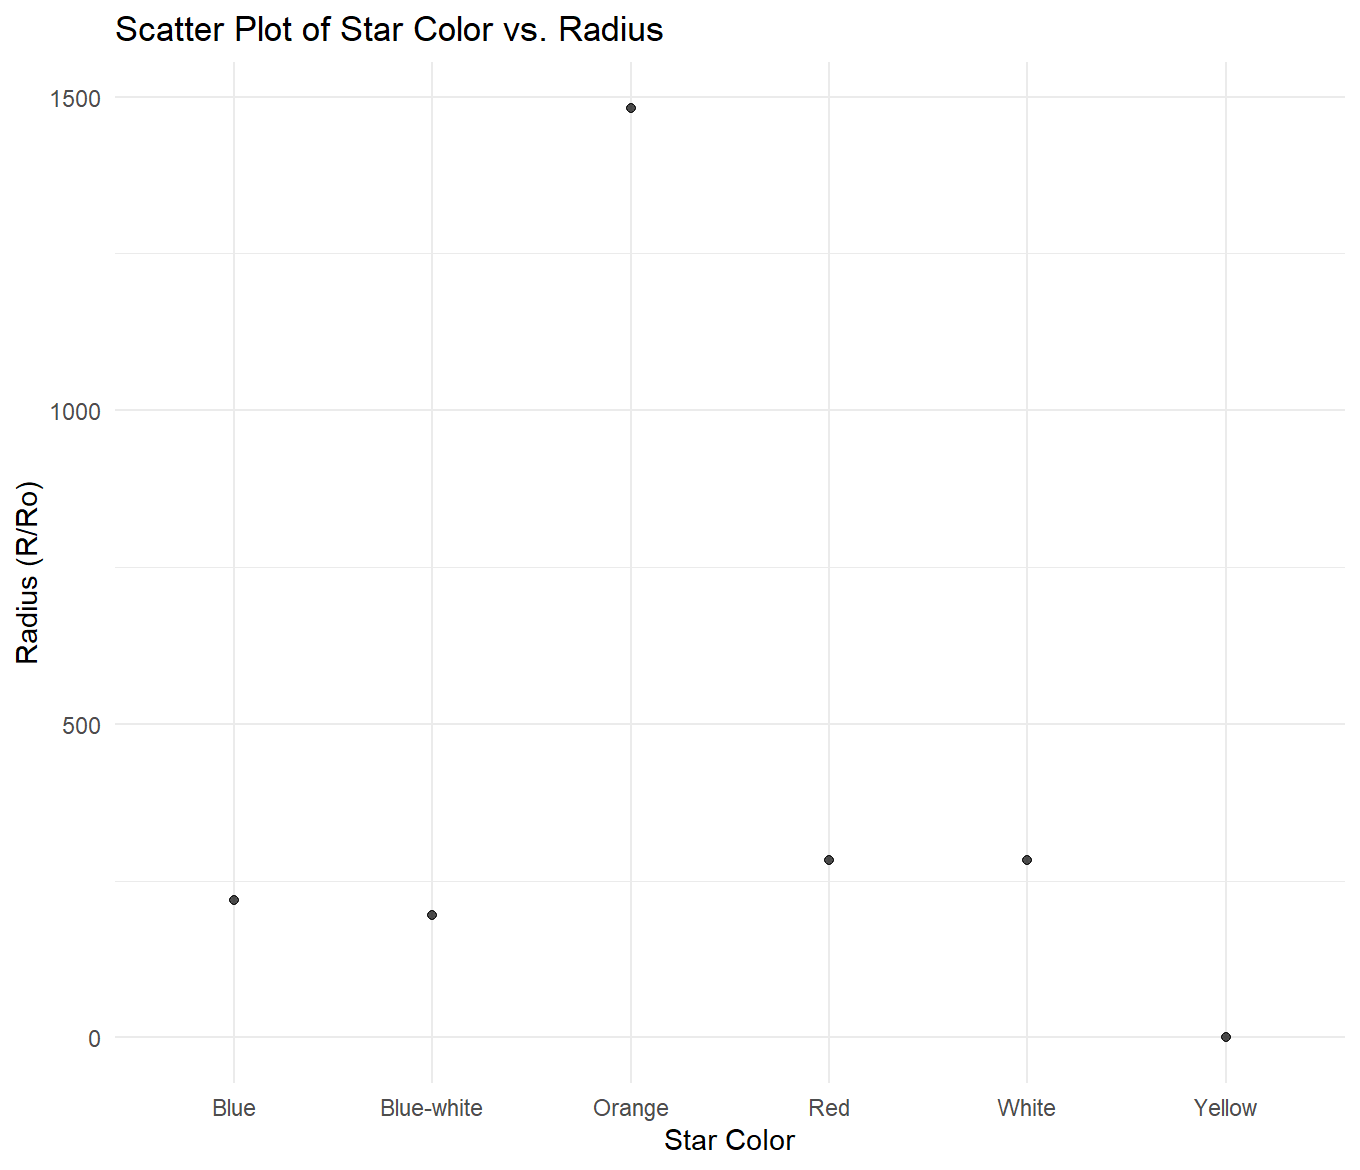 Scatter Plot of Star Color vs. Radius
1500
1000
500
0
Radius (R/Ro)
Blue Blue-white Orange Red White Yellow
Star Color